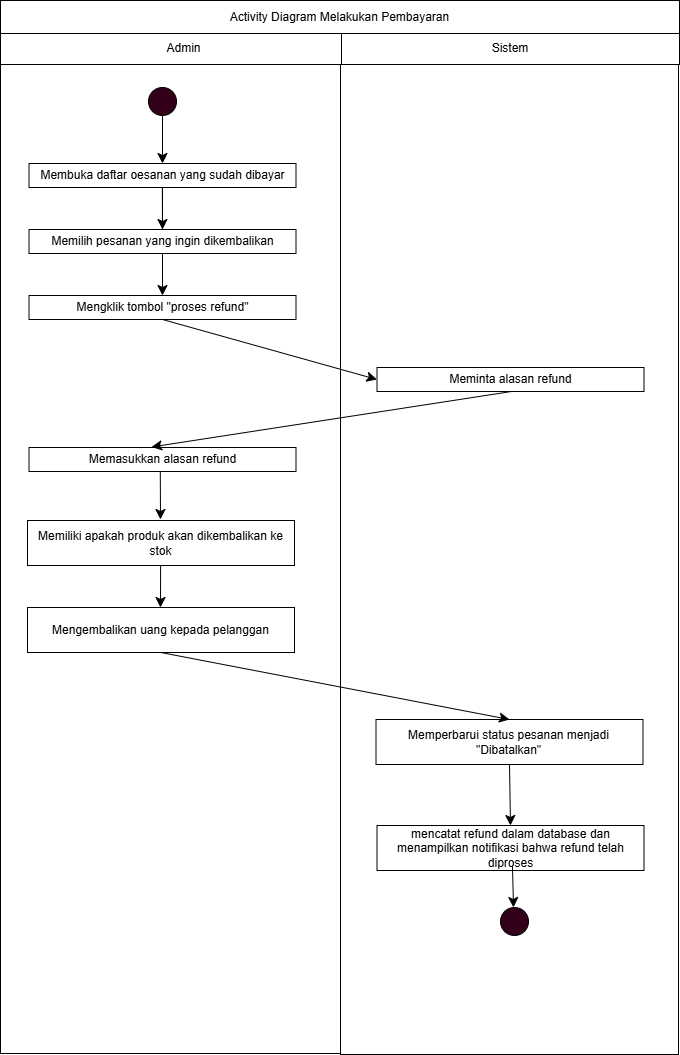 Activity Diagram Melakukan Pembayaran
Admin
Sistem
Membuka daftar oesanan yang sudah dibayar
Memilih pesanan yang ingin dikembalikan
Mengklik tombol "proses refund"
Meminta alasan refund
Memasukkan alasan refund
Memiliki apakah produk akan dikembalikan ke
stok
Mengembalikan uang kepada pelanggan
Memperbarui status pesanan menjadi
"Dibatalkan"
mencatat refund dalam database dan
menampilkan notifikasi bahwa refund telah
diproses